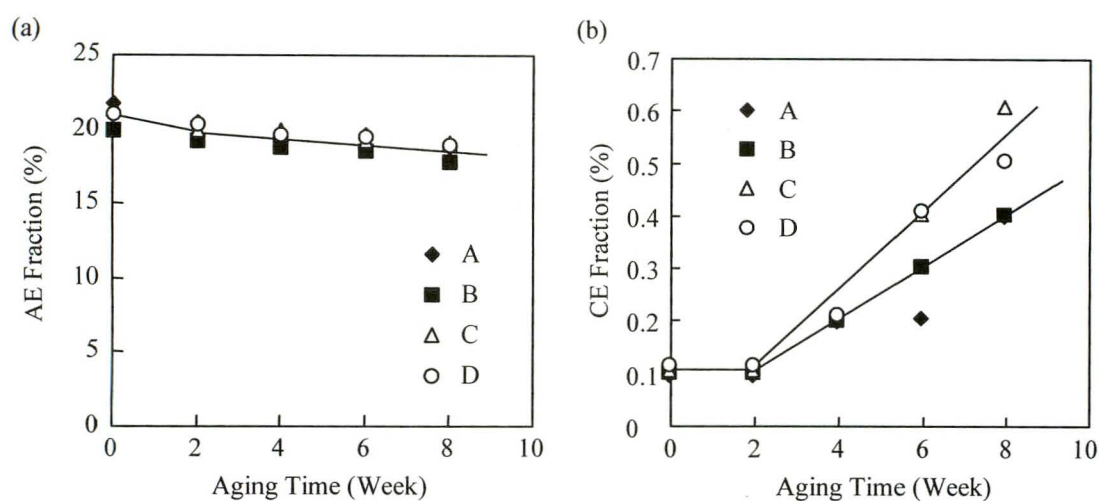 (a)
25
20
15
10
5
0
AE Fraction (%)
A
B
C
D
0 2 4 6 8 10
Aging Time (Week)
(b)
0.7
0.6
0.5
0.4
0.3
0.2
0.1
0
CE Fraction (%)
A
B
C
D
0 2 4 6 8 10
Aging Time (Week)